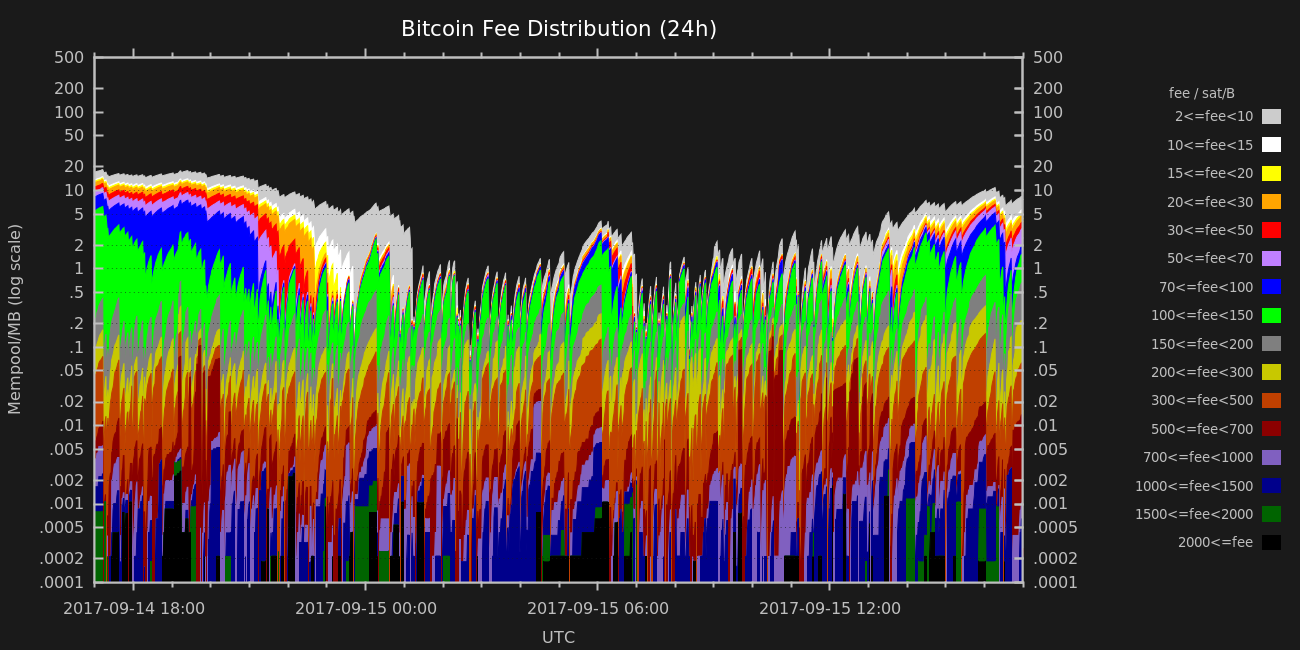 Bitcoin Fee Distribution (24h)
500
200
100
50
20
10
5
2
1
.5
.2
.1
.05
.02
.01
.005
.002
.001
.0005
.0002
.0001
Mempool/MB (log scale)
500
200
100
50
20
10
5
2
1
.5
.2
.1
.05
.02
.01
.005
.002
.001
.0005
.0002
.0001
fee / sat/B
2<=fee<10
10<=fee<15
15<=fee<20
20<=fee<30
30<=fee<50
50<=fee<70
70<=fee<100
100<=fee<150
150<=fee<200
200<=fee<300
300<=fee<500
500<=fee<700
700<=fee<1000
1000<=fee<1500
1500<=fee<2000
2000<=fee
2017-09-14 18:00 2017-09-15 00:00 2017-09-15 06:00 2017-09-15 12:00
UTC